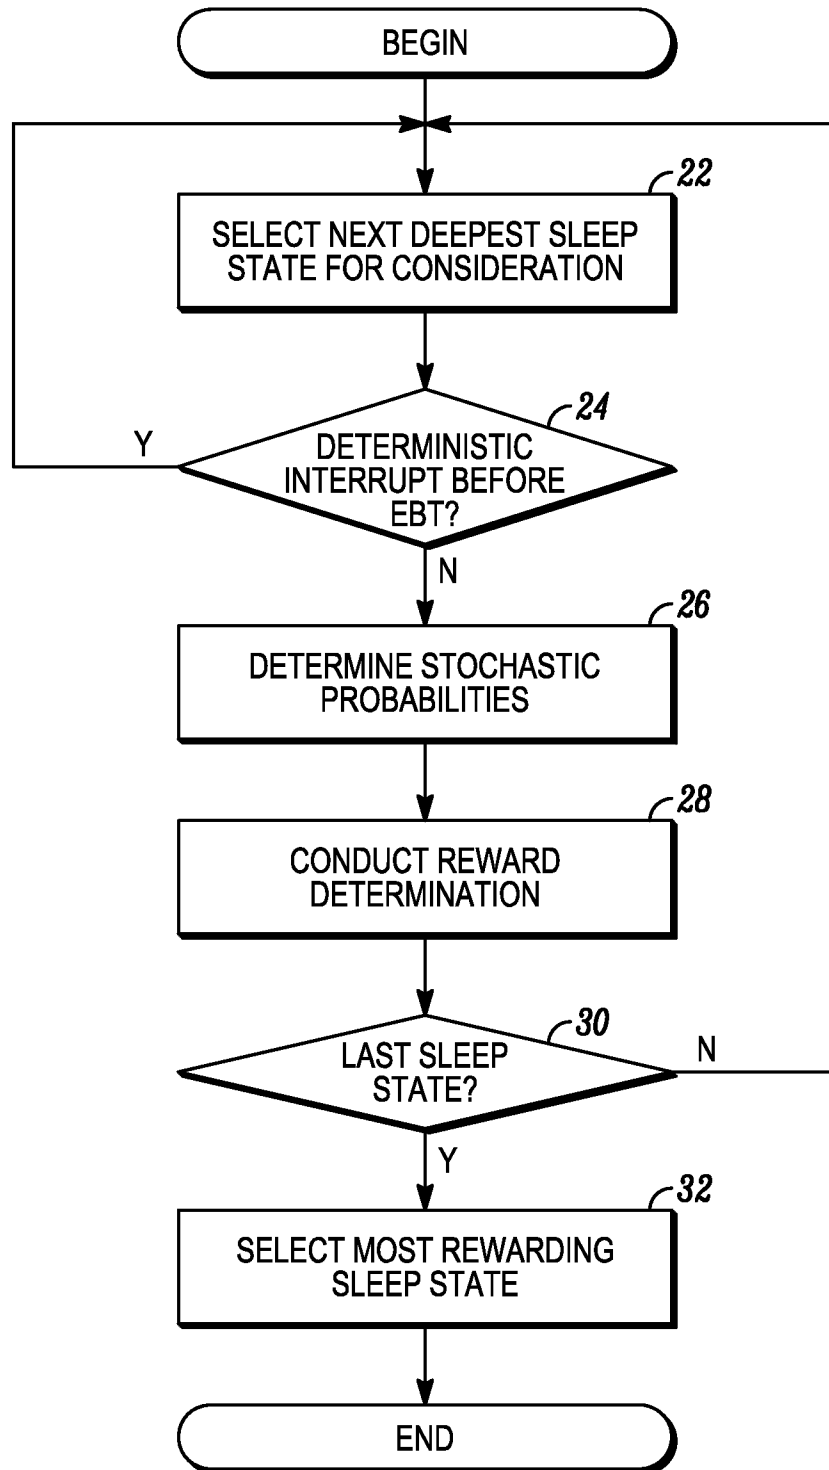 BEGIN
22
SELECT NEXT DEEPEST SLEEP
STATE FOR CONSIDERATION
24
Y
DETERMINISTIC
INTERRUPT BEFORE
EBT?
N
26
DETERMINE STOCHASTIC
PROBABILITIES
28
CONDUCT REWARD
DETERMINATION
30
LAST SLEEP
STATE?
N
Y
32
SELECT MOST REWARDING
SLEEP STATE
END